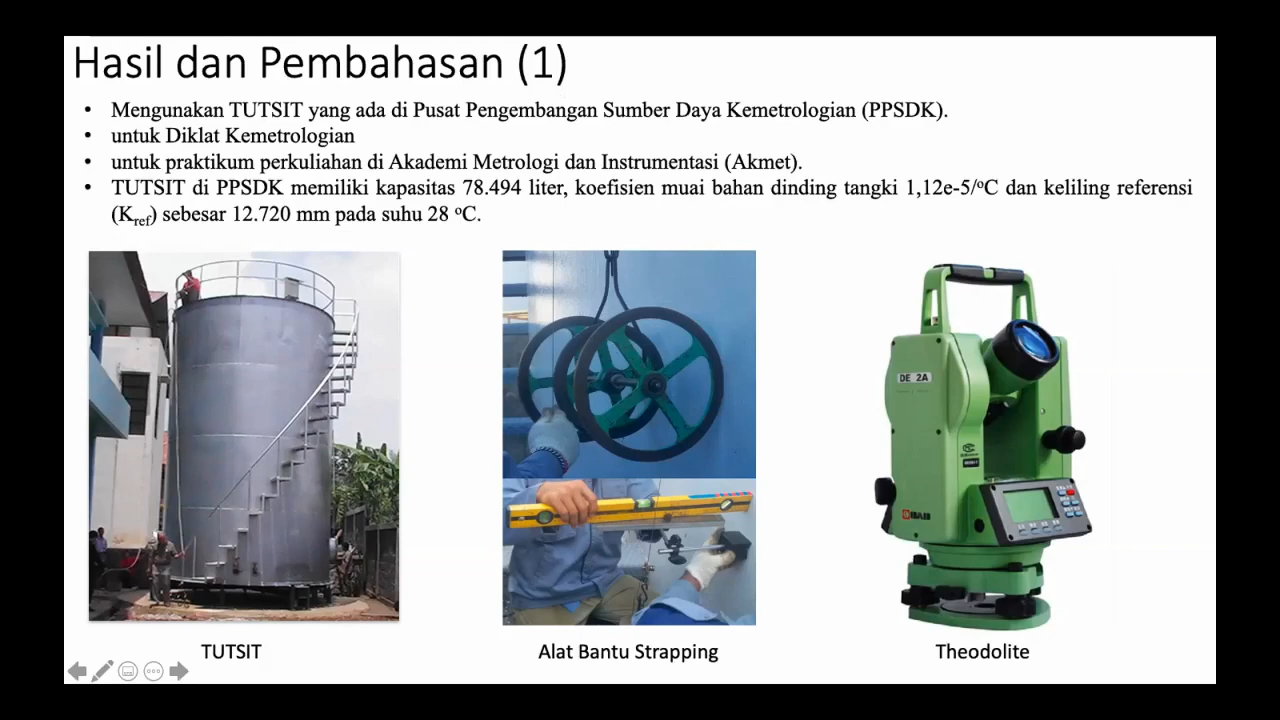 Hasil dan Pembahasan (1)
• Mengunakan TUTSIT yang ada di Pusat Pengembangan Sumber Daya Kemetrologian (PPSDK).
• untuk Diklat Kemetrologian
• untuk praktikum perkuliahan di Akademi Metrologi dan Instrumentasi (Akmet).
• TUTSIT di PPSDK memiliki kapasitas 78.494 liter, koefisien muai bahan dinding tangki 1,12e-5/ᵒC dan keliling referensi
(Kref) sebesar 12.720 mm pada suhu 28 ᵒC.
DE 2A
TUTSIT
Alat Bantu Strapping
Theodolite